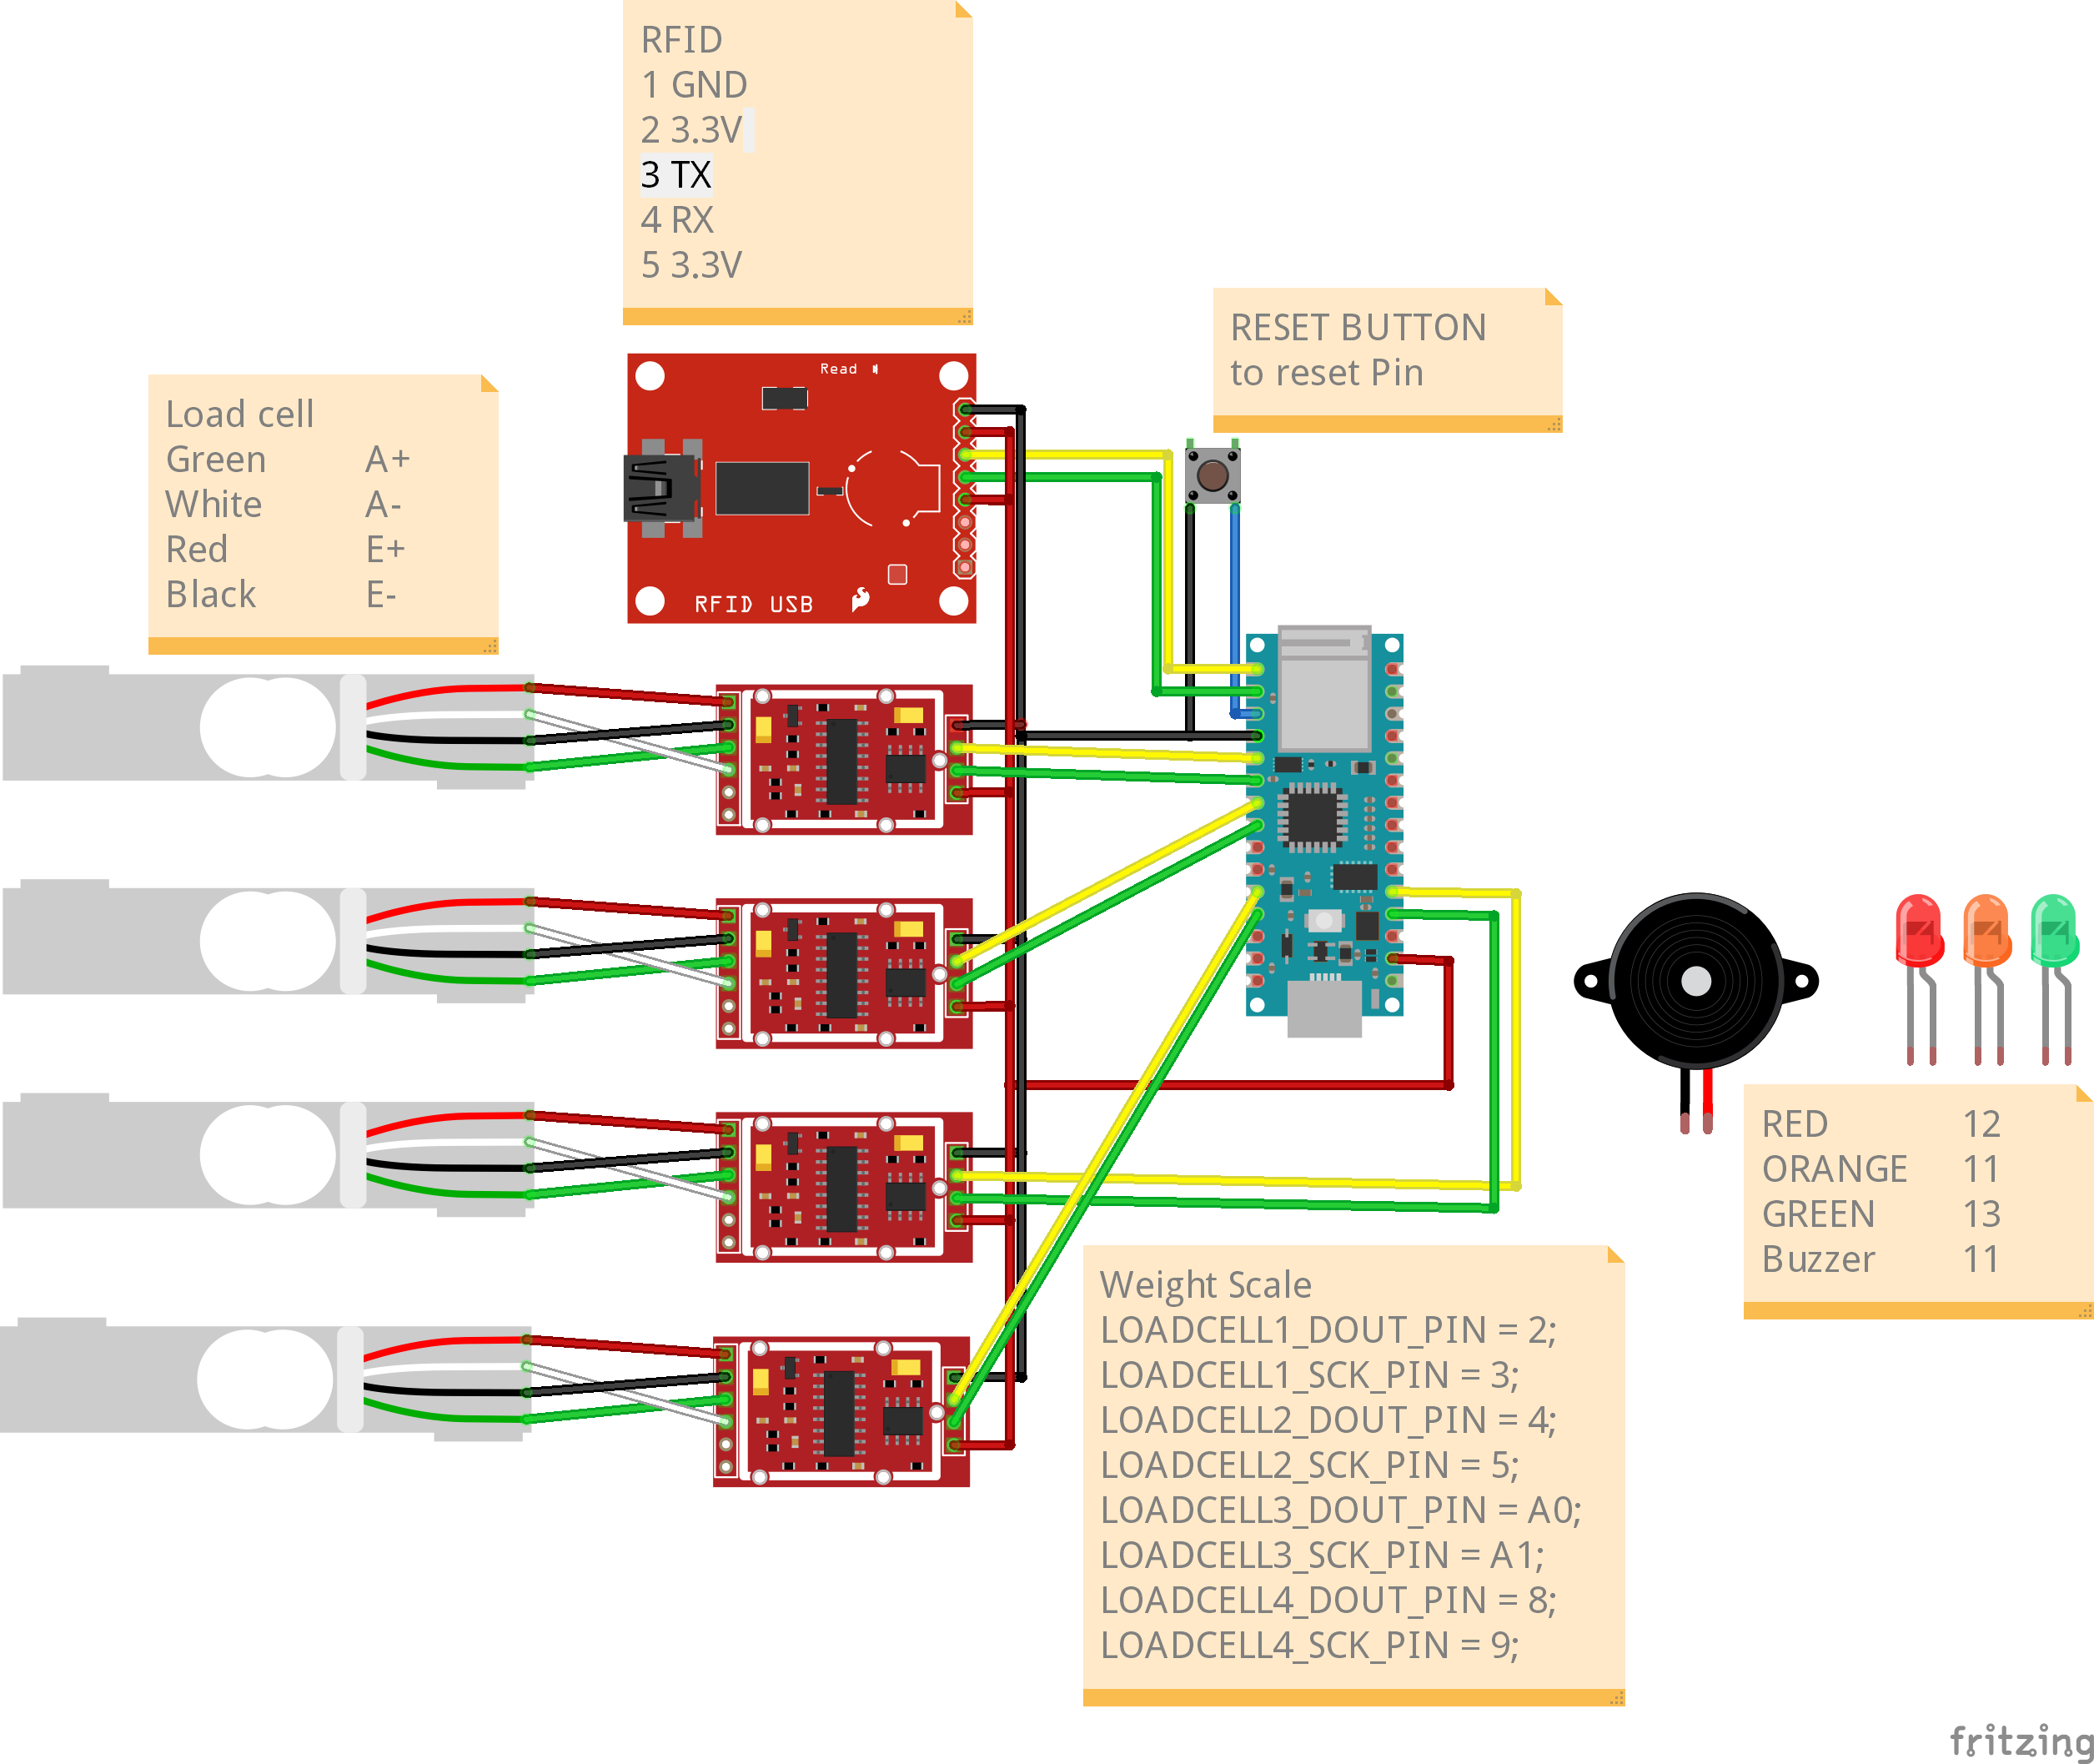 RFID
1 GND
2 3.3V
3 TX
4 RX
5 3.3V
RESET BUTTON
to reset Pin
Load cell
Green A+
White A-
Red E+
Black E-
Read
RFID USB
RED 12
ORANGE 11
GREEN 13
Buzzer 11
Weight Scale
LOADCELL1_DOUT_PIN = 2;
LOADCELL1_SCK_PIN = 3;
LOADCELL2_DOUT_PIN = 4;
LOADCELL2_SCK_PIN = 5;
LOADCELL3_DOUT_PIN = A0;
LOADCELL3_SCK_PIN = A1;
LOADCELL4_DOUT_PIN = 8;
LOADCELL4_SCK_PIN = 9;
fritzing